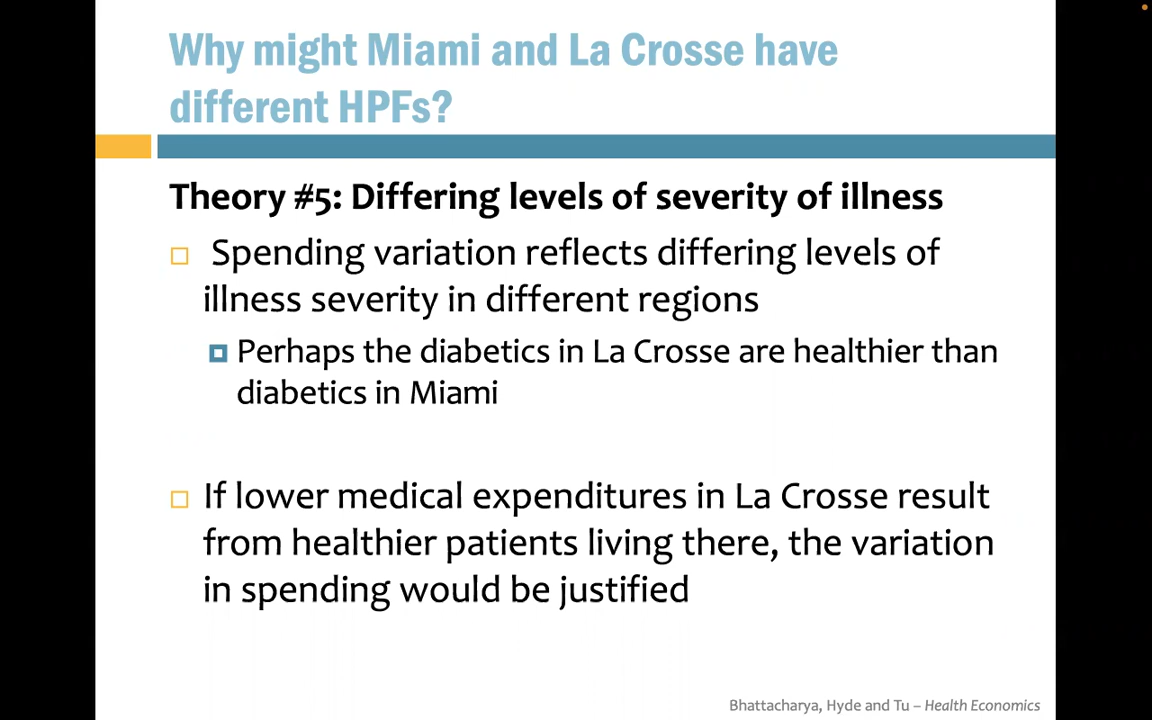 Why might Miami and La Crosse have
different HPFs?
Theory #5: Differing levels of severity of illness
Spending variation reflects differing levels of
illness severity in different regions
Perhaps the diabetics in La Crosse are healthier than
diabetics in Miami
If lower medical expenditures in La Crosse result
from healthier patients living there, the variation
in spending would be justified
Bhattacharya, Hyde and Tu – Health Economics